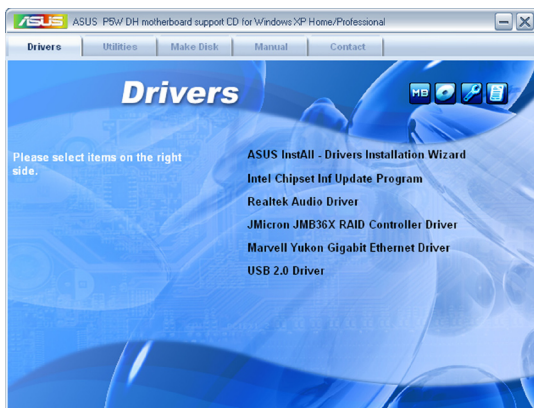 ASUS ASUS P5W DH motherboard support CD for Windows XP Home/Professional
Drivers Utilities Make Disk Manual Contact
Drivers
MB
Please select items on the right
side.
ASUS InstAll - Drivers Installation Wizard
Intel Chipset Inf Update Program
Realtek Audio Driver
JMicron JMB36X RAID Controller Driver
Marvell Yukon Gigabit Ethernet Driver
USB 2.0 Driver